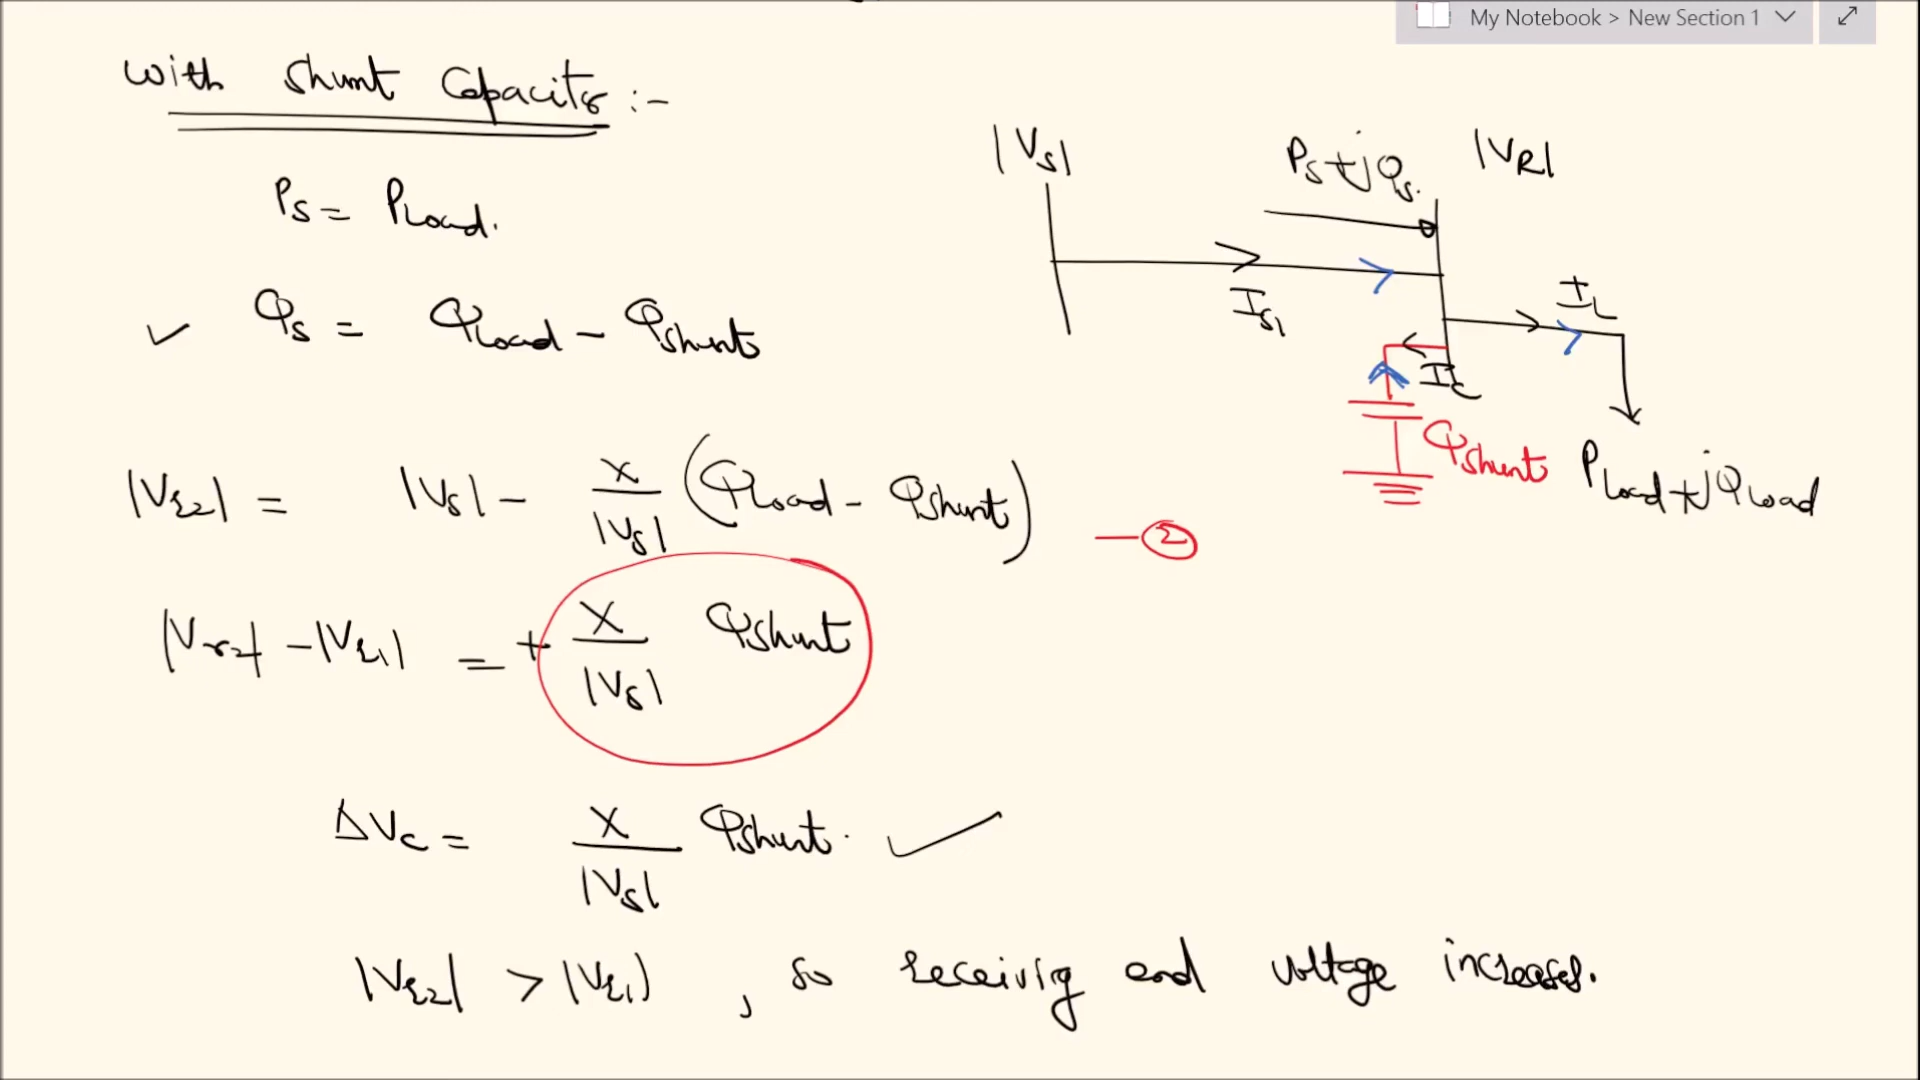 My Notebook > New Section 1
With Shunt Capacitor :-
|Vs|
Ps + jQs.
|VR|
Ps = Pload.
Is1
IL
✓ Qs = Qload - Qshunt
Ic
Qshunt
Pload + jQload
|Vr2| = |Vs| - X/|Vs| (Qload - Qshunt) — ②
|Vr2| - |Vr1| = + X/|Vs| Qshunt
ΔVc = X/|Vs| Qshunt. ✓
|Vr2| > |Vr1|, so receiving end voltage increases.